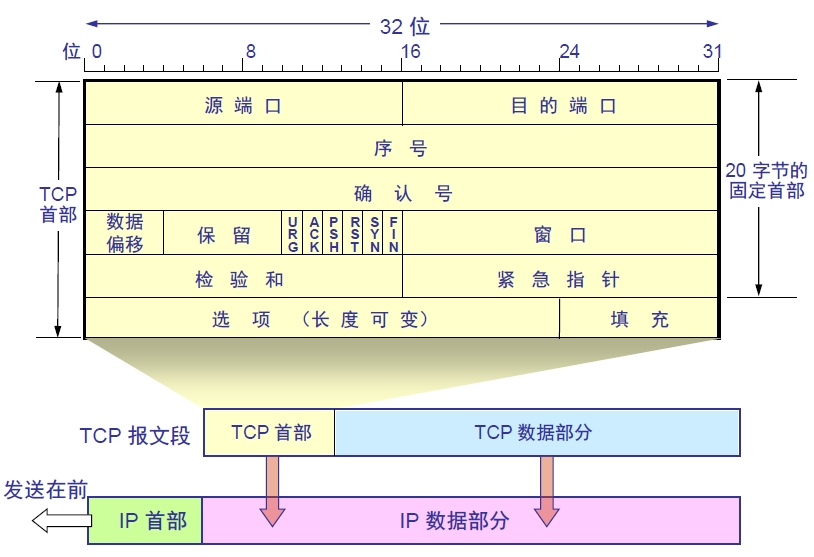 32 位
位 0 8 16 24 31
源 端 口
目 的 端 口
序 号
确 认 号
TCP
首部
20 字节的
固定首部
数据
偏移
保 留
URG
ACK
PSH
RST
SYN
FIN
窗 口
检 验 和
紧 急 指 针
选 项 (长 度 可 变)
填 充
TCP 报文段
TCP 首部
TCP 数据部分
发送在前
IP 首部
IP 数据部分